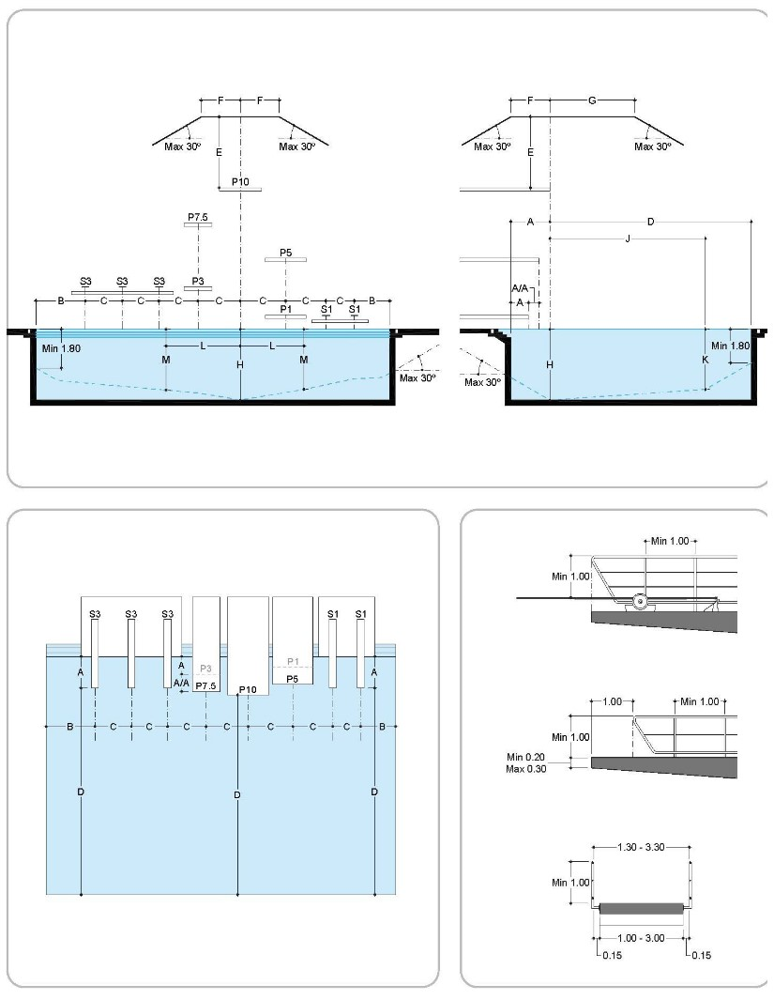 F F F G
Max 30º E Max 30º Max 30º E Max 30º
P10
P7.5 A D
J
P5
S3 S3 S3 P3 A/A
B C C C C C C C C B A
P1 S1 S1
Min 1.80 L L Min 1.80
M H M H K
Max 30º Max 30º
Min 1.00
Min 1.00
S3 S3 S3 S1 S1
A A P3 P1 A
A/A P7.5 P10 P5
1.00 Min 1.00
B C C C C C C C B
Min 1.00
Min 0.20
Max 0.30
D D D
1.30 - 3.30
Min 1.00
1.00 - 3.00
0.15 0.15